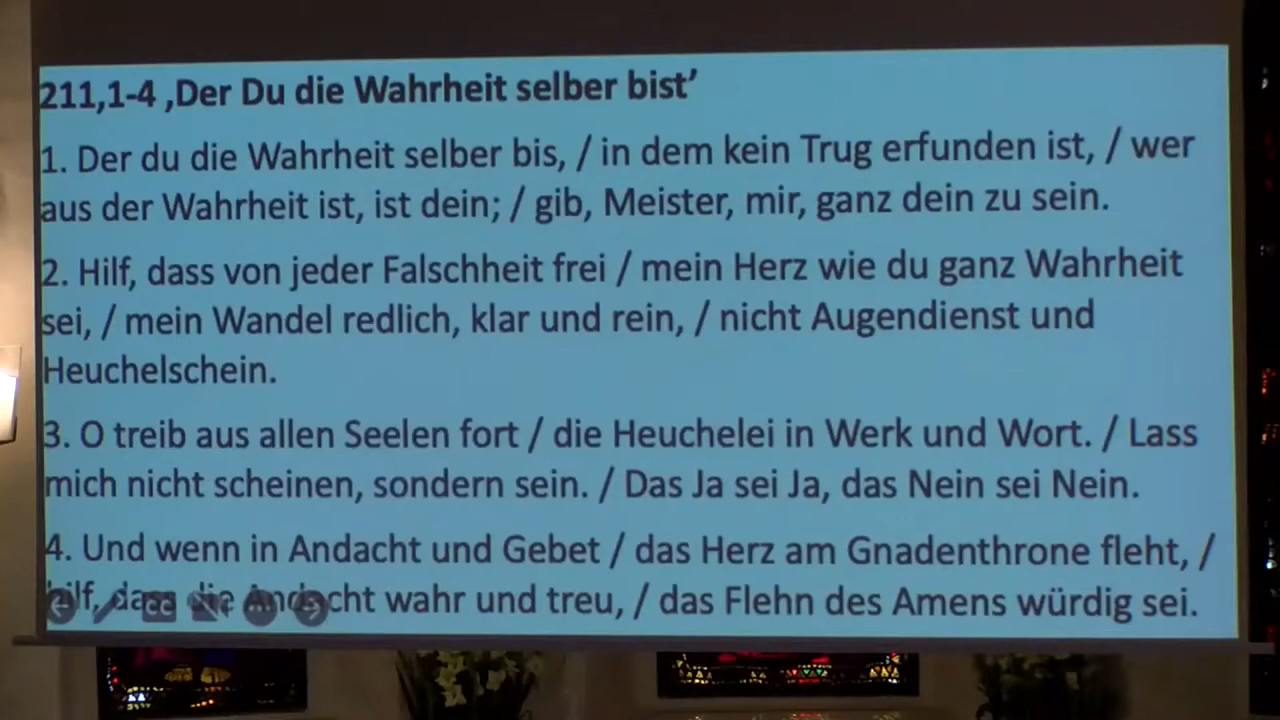 211,1-4 ‚Der Du die Wahrheit selber bist’
1. Der du die Wahrheit selber bis, / in dem kein Trug erfunden ist, / wer
aus der Wahrheit ist, ist dein; / gib, Meister, mir, ganz dein zu sein.
2. Hilf, dass von jeder Falschheit frei / mein Herz wie du ganz Wahrheit
sei, / mein Wandel redlich, klar und rein, / nicht Augendienst und
Heuchelschein.
3. O treib aus allen Seelen fort / die Heuchelei in Werk und Wort. / Lass
mich nicht scheinen, sondern sein. / Das Ja sei Ja, das Nein sei Nein.
4. Und wenn in Andacht und Gebet / das Herz am Gnadenthrone fleht, /
hilf, dass die Andacht wahr und treu, / das Flehn des Amens würdig sei.
CC